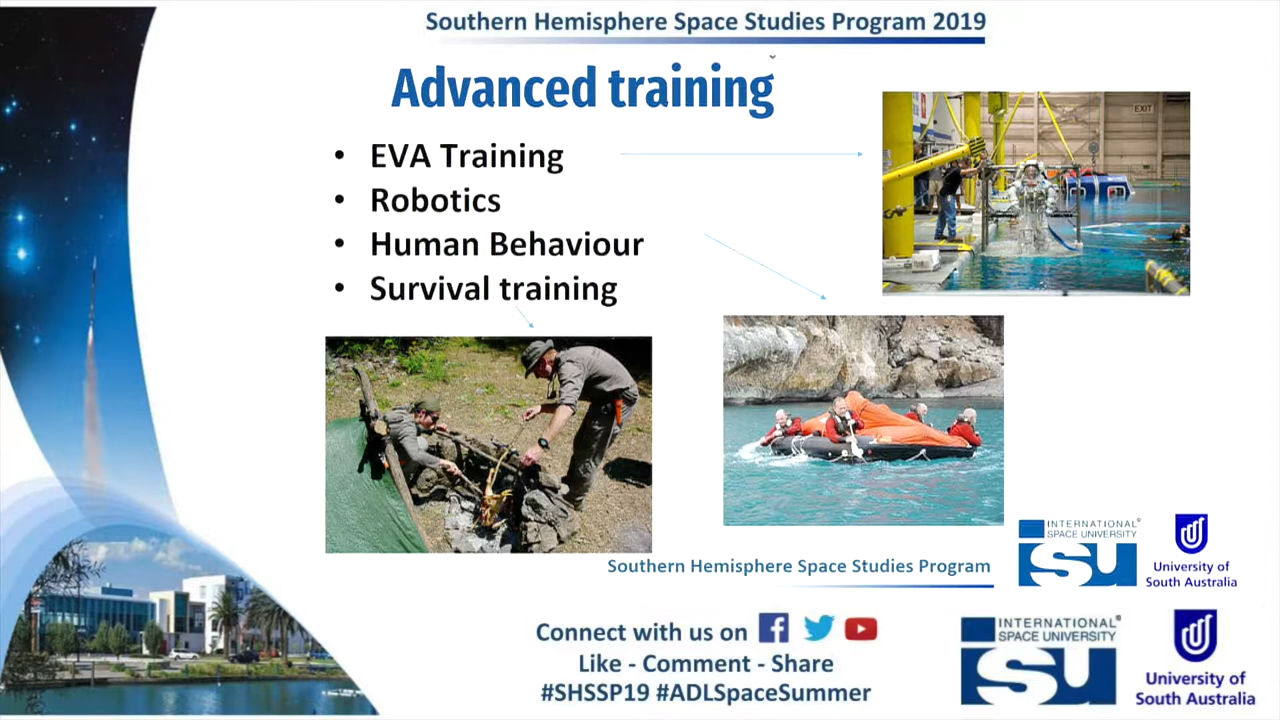 Southern Hemisphere Space Studies Program 2019
Advanced training
• EVA Training
• Robotics
• Human Behaviour
• Survival training
EXIT
Southern Hemisphere Space Studies Program
INTERNATIONAL®
SPACE UNIVERSITY
ISU
University of
South Australia
Connect with us on
Like - Comment - Share
#SHSSP19 #ADLSpaceSummer
INTERNATIONAL®
SPACE UNIVERSITY
ISU
University of
South Australia